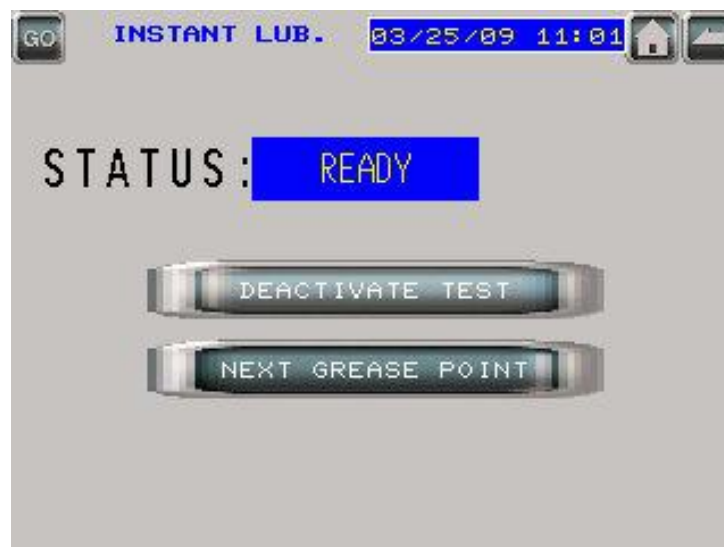 GO INSTANT LUB. 03/25/09 11:01
STATUS: READY
DEACTIVATE TEST
NEXT GREASE POINT